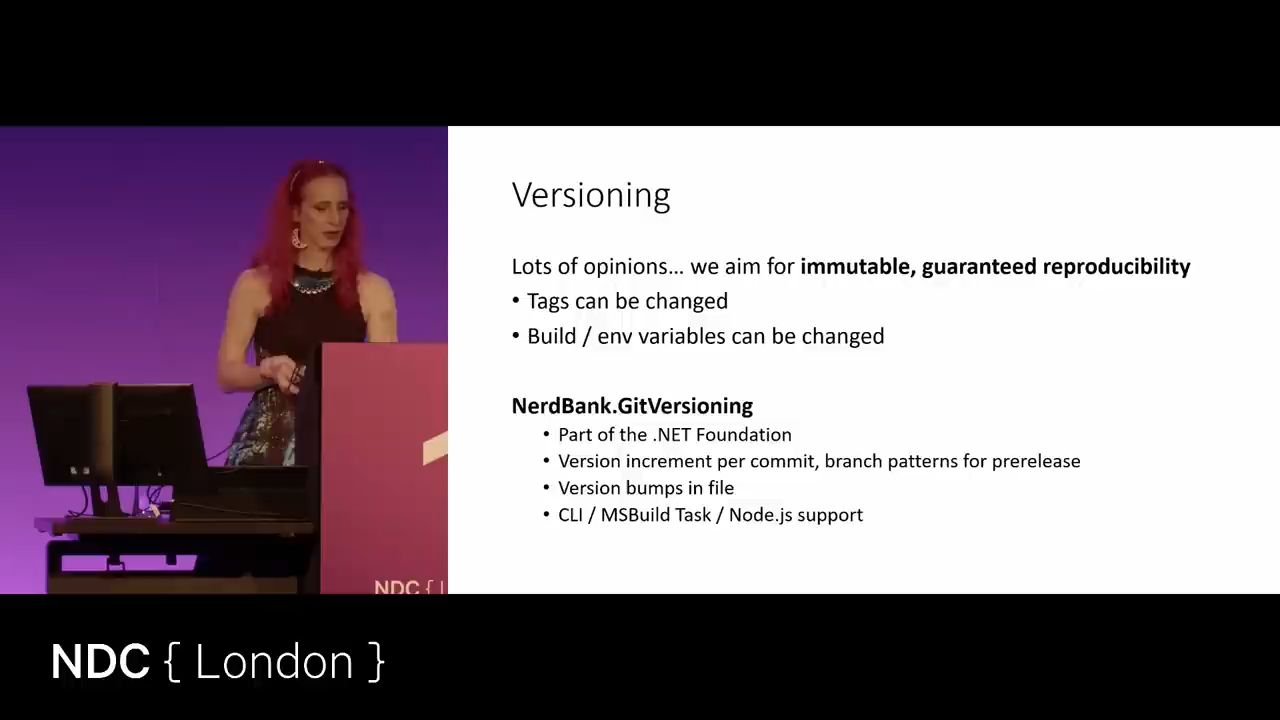 Versioning
Lots of opinions... we aim for immutable, guaranteed reproducibility
• Tags can be changed
• Build / env variables can be changed
NerdBank.GitVersioning
• Part of the .NET Foundation
• Version increment per commit, branch patterns for prerelease
• Version bumps in file
• CLI / MSBuild Task / Node.js support
NDC { L
NDC { London }